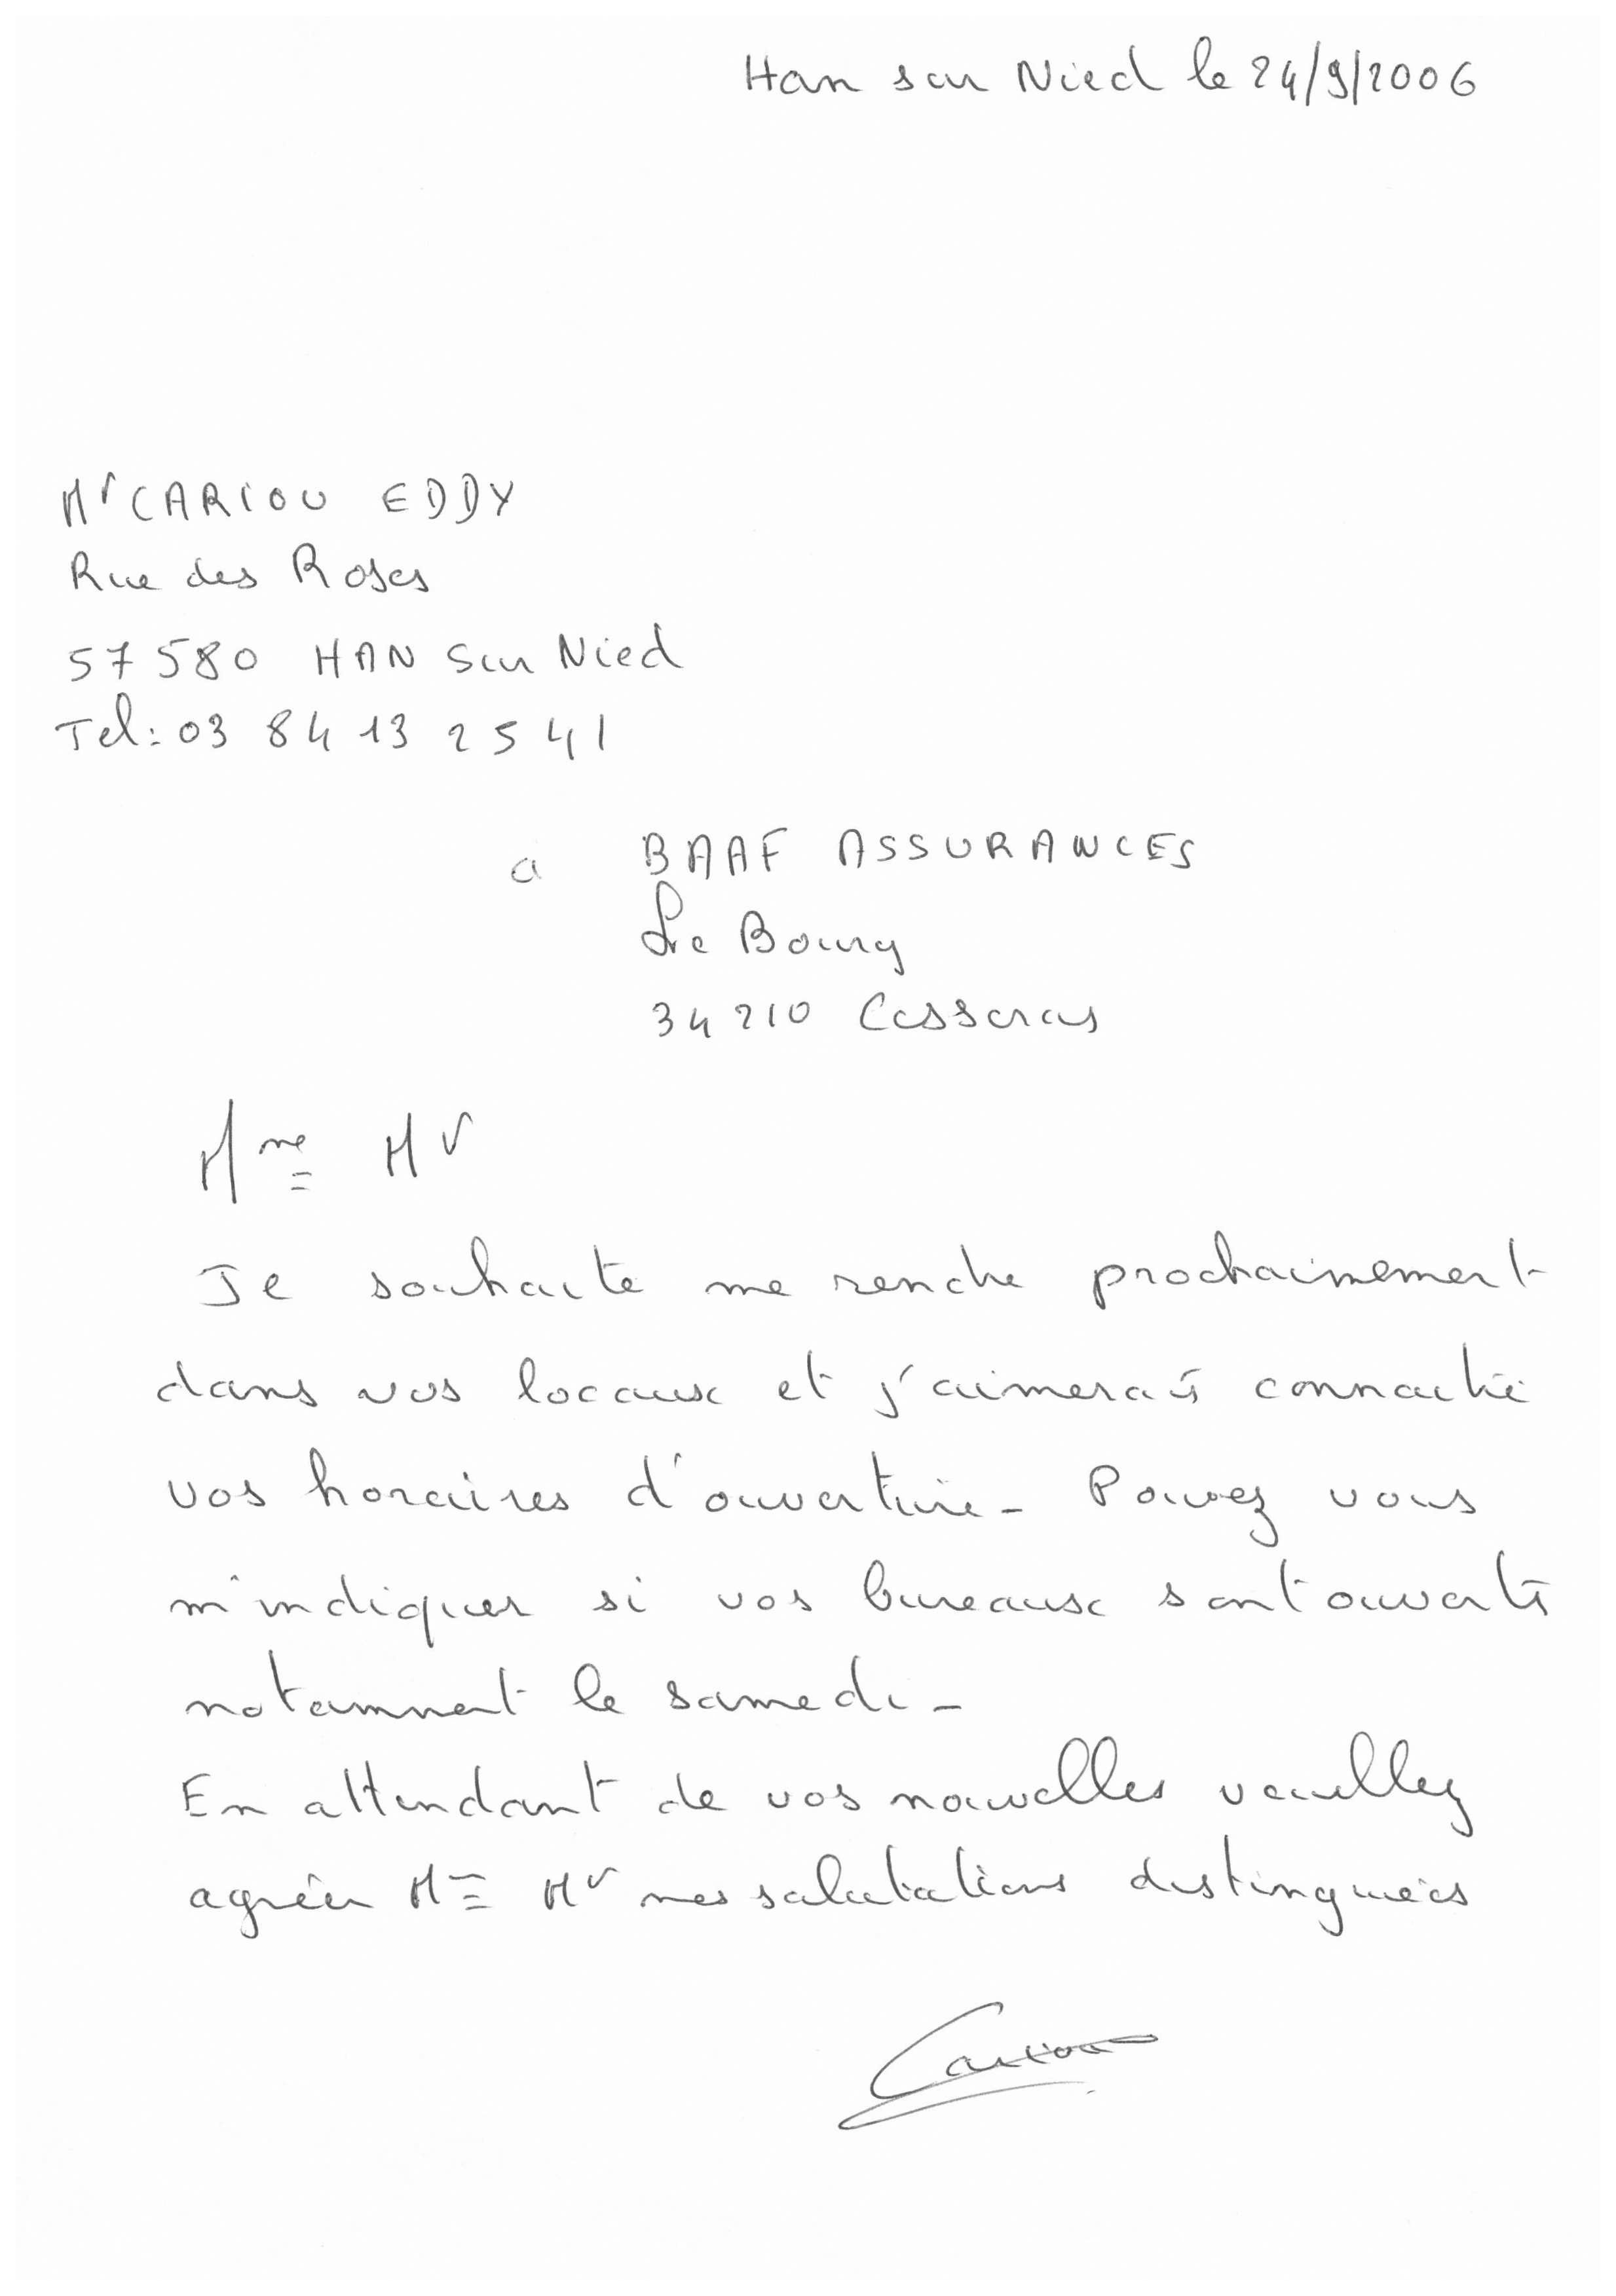 Han sur Nied le 24/9/2006
Mr CARIOU EDDY
Rue des Roses
57580 HAN sur Nied
Tel: 03 84 13 25 41
a BAAF ASSURANCES
Le Bourg
34210 Cesseras
Mme Mr
Je souhaite me rendre prochainement
dans vos locaux et j'aimerais connaitre
vos horaires d'ouverture - Pouvez vous
m'indiquer si vos bureaux sont ouverts
notamment le samedi -
En attendant de vos nouvelles veuillez
agréer Mme Mr mes salutations distinguées
Cariou